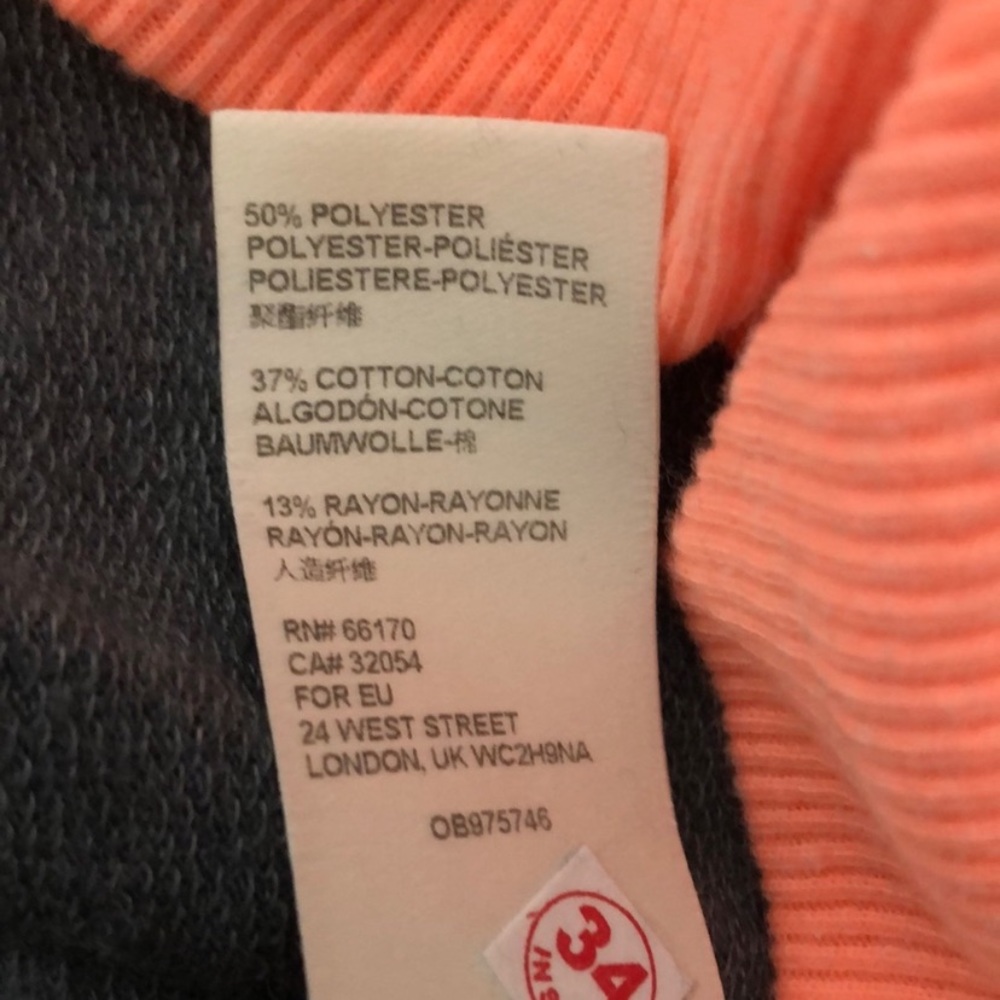 50% POLYESTER
POLYESTER-POLIÉSTER
POLIESTERE-POLYESTER
聚酯纤维
37% COTTON-COTON
ALGODÓN-COTONE
BAUMWOLLE-棉
13% RAYON-RAYONNE
RAYÓN-RAYON-RAYON
人造纤维
RN# 66170
CA# 32054
FOR EU
24 WEST STREET
LONDON, UK WC2H9NA
OB975746
34